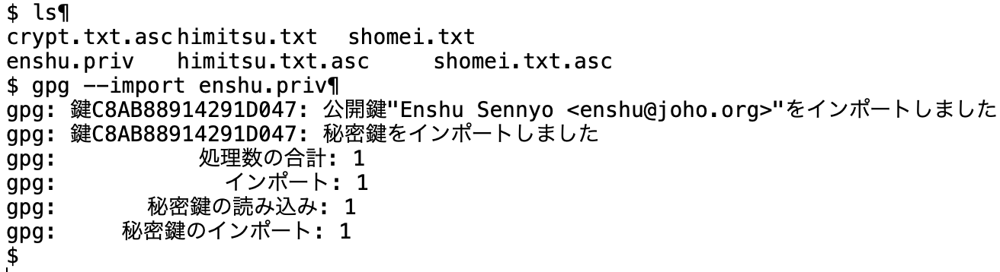 $ ls¶
crypt.txt.asc himitsu.txt shomei.txt
enshu.priv himitsu.txt.asc shomei.txt.asc
$ gpg --import enshu.priv¶
gpg: 鍵C8AB88914291D047: 公開鍵"Enshu Sennyo <enshu@joho.org>"をインポートしました
gpg: 鍵C8AB88914291D047: 秘密鍵をインポートしました
gpg: 処理数の合計: 1
gpg: インポート: 1
gpg: 秘密鍵の読み込み: 1
gpg: 秘密鍵のインポート: 1
$